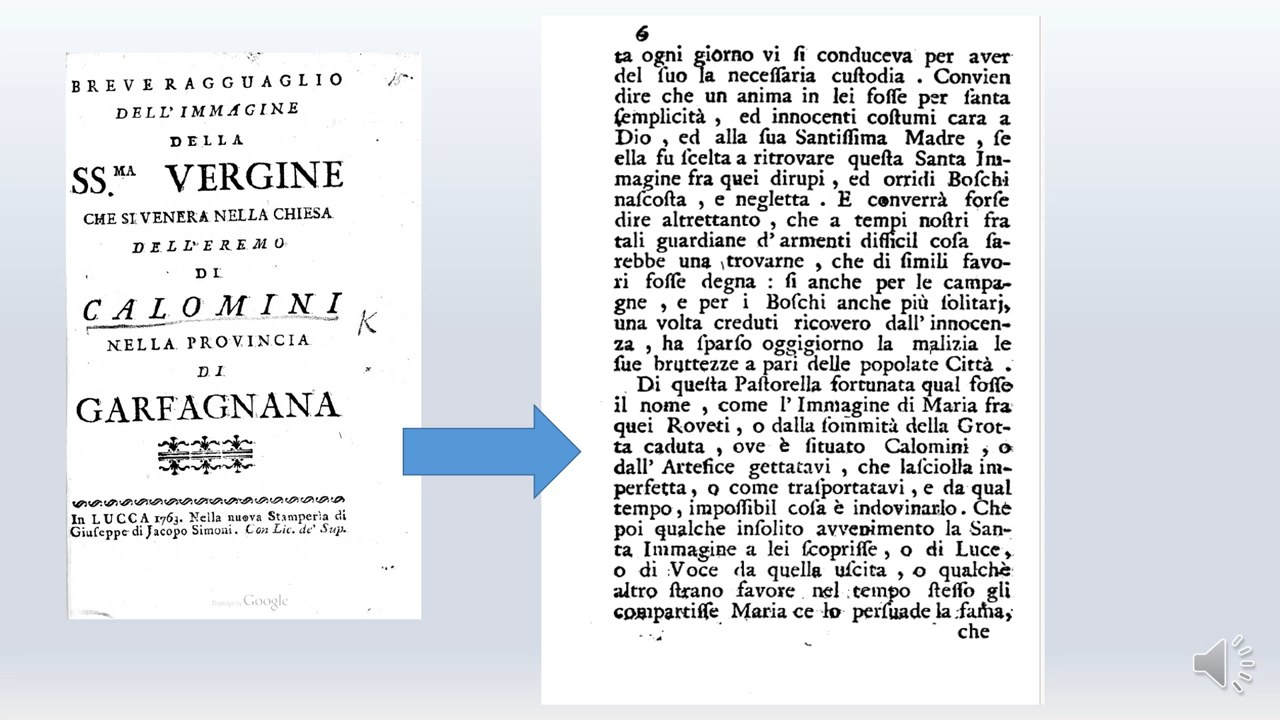 BREVE RAGGUAGLIO
DELL'IMMAGINE
DELLA
SS.MA VERGINE
CHE SI VENERA NELLA CHIESA
DELL'EREMO
DI
CALOMINI
K
NELLA PROVINCIA
DI
GARFAGNANA
In LUCCA 1763. Nella nuova Stamperia di
Giuseppe di Jacopo Simoni. Con Lic. de' Sup.
Google
6
ta ogni giorno vi ſi conduceva per aver
del ſuo la neceſſaria cuſtodia . Convien
dire che un anima in lei foſſe per ſanta
ſemplicità , ed innocenti coſtumi cara a
Dio , ed alla ſua Santiſſima Madre , ſe
ella fu ſcelta a ritrovare queſta Santa Im-
magine fra quei dirupi , ed orridi Boſchi
naſcoſta , e negletta . E converrà forſe
dire altrettanto , che a tempi noſtri fra
tali guardiane d' armenti difficil coſa ſa-
rebbe una trovarne , che di ſimili favo-
ri foſſe degna : ſi anche per le campa-
gne , e per i Boſchi anche più ſolitarj,
una volta creduti ricovero dall' innocen-
za , ha ſparſo oggigiorno la malizia le
ſue bruttezze a pari delle popolate Città .
Di queſta Paſtorella fortunata qual foſſe
il nome , come l' Immagine di Maria fra
quei Roveti , o dalla ſommità della Grot-
ta caduta , ove è ſituato Calomini , o
dall' Artefice gettatavi , che laſciolla im-
perfetta , o come traſportatavi , e da qual
tempo , impoſſibil coſa è indovinarlo . Che
poi qualche inſolito avvenimento la San-
ta Immagine a lei ſcopriſſe , o di Luce ,
o di Voce da quella uſcita , o qualche
altro ſtrano favore nel tempo ſteſſo gli
compartiſſe Maria ce lo perſuade la fama,
che